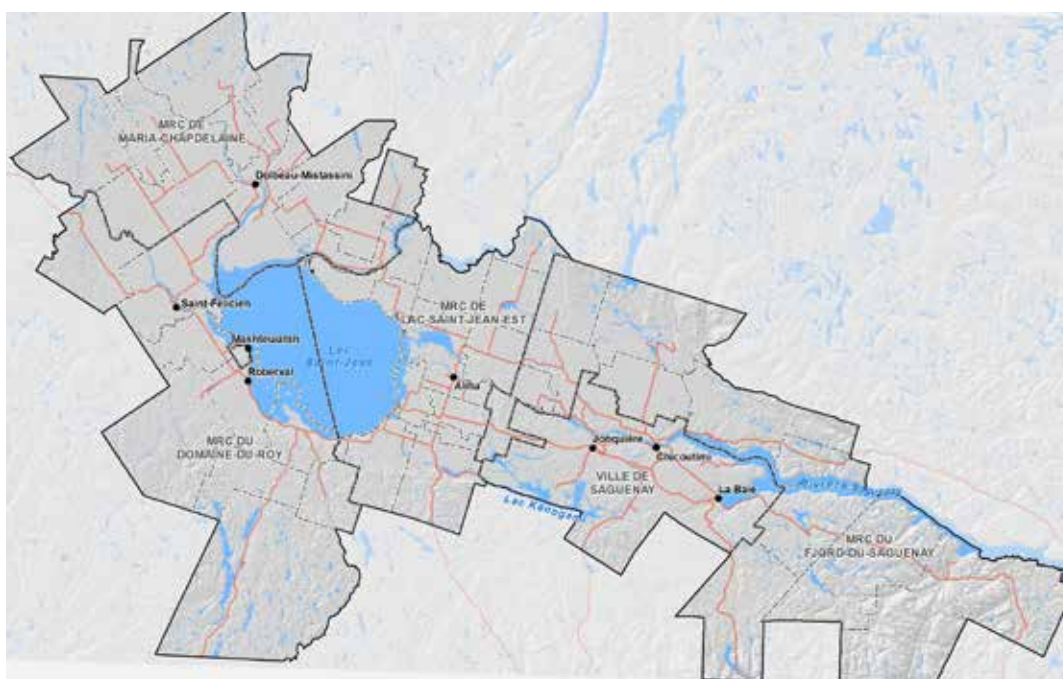 MRC DE
MARIA-CHAPDELAINE
Dolbeau-Mistassini
Saint-Félicien
MRC DE
LAC-SAINT-JEAN-EST
Mashteuiatsh
Lac
Saint-Jean
Roberval
Alma
MRC DU
DOMAINE-DU-ROY
Jonquière
Chicoutimi
VILLE DE
SAGUENAY
La Baie
Rivière Saguenay
Lac Kénogami
MRC DU
FJORD-DU-SAGUENAY